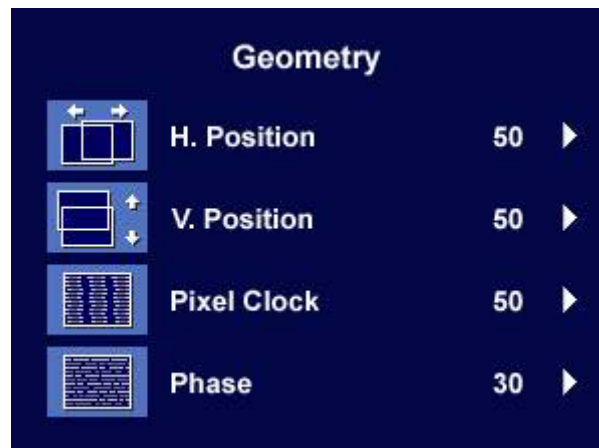 Geometry
H. Position 50
V. Position 50
Pixel Clock 50
Phase 30